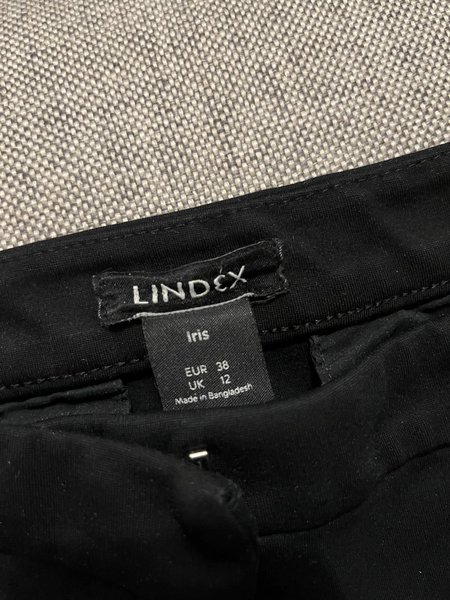 LINDEX
Iris
EUR 38
UK 12
Made in Bangladesh